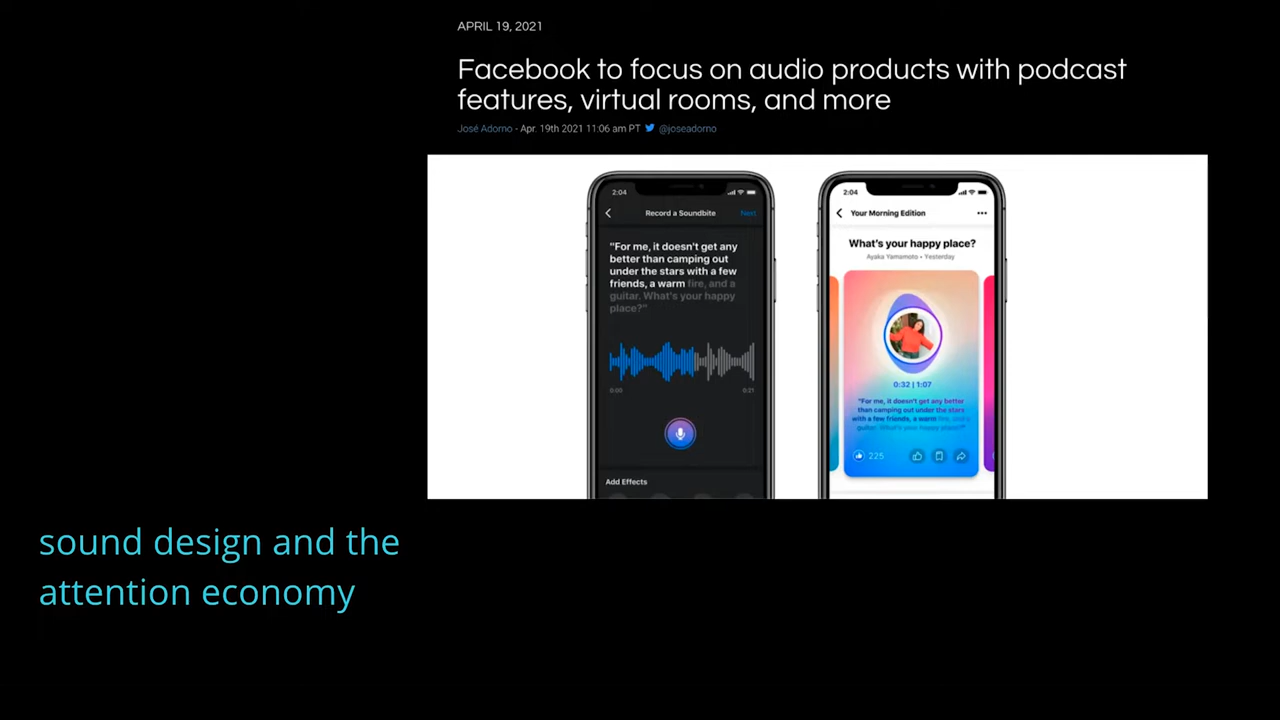 APRIL 19, 2021
Facebook to focus on audio products with podcast
features, virtual rooms, and more
José Adorno - Apr. 19th 2021 11:06 am PT @joseadorno
2:04
Record a Soundbite
Next
"For me, it doesn't get any
better than camping out
under the stars with a few
friends, a warm fire, and a
guitar. What's your happy
place?"
0:00
0:21
Add Effects
2:04
Your Morning Edition
What's your happy place?
Ayaka Yamamoto • Yesterday
0:32 | 1:07
"For me, it doesn't get any better
than camping out under the stars
with a few friends, a warm fire, and a
guitar. What's your happy place?"
225
sound design and the
attention economy